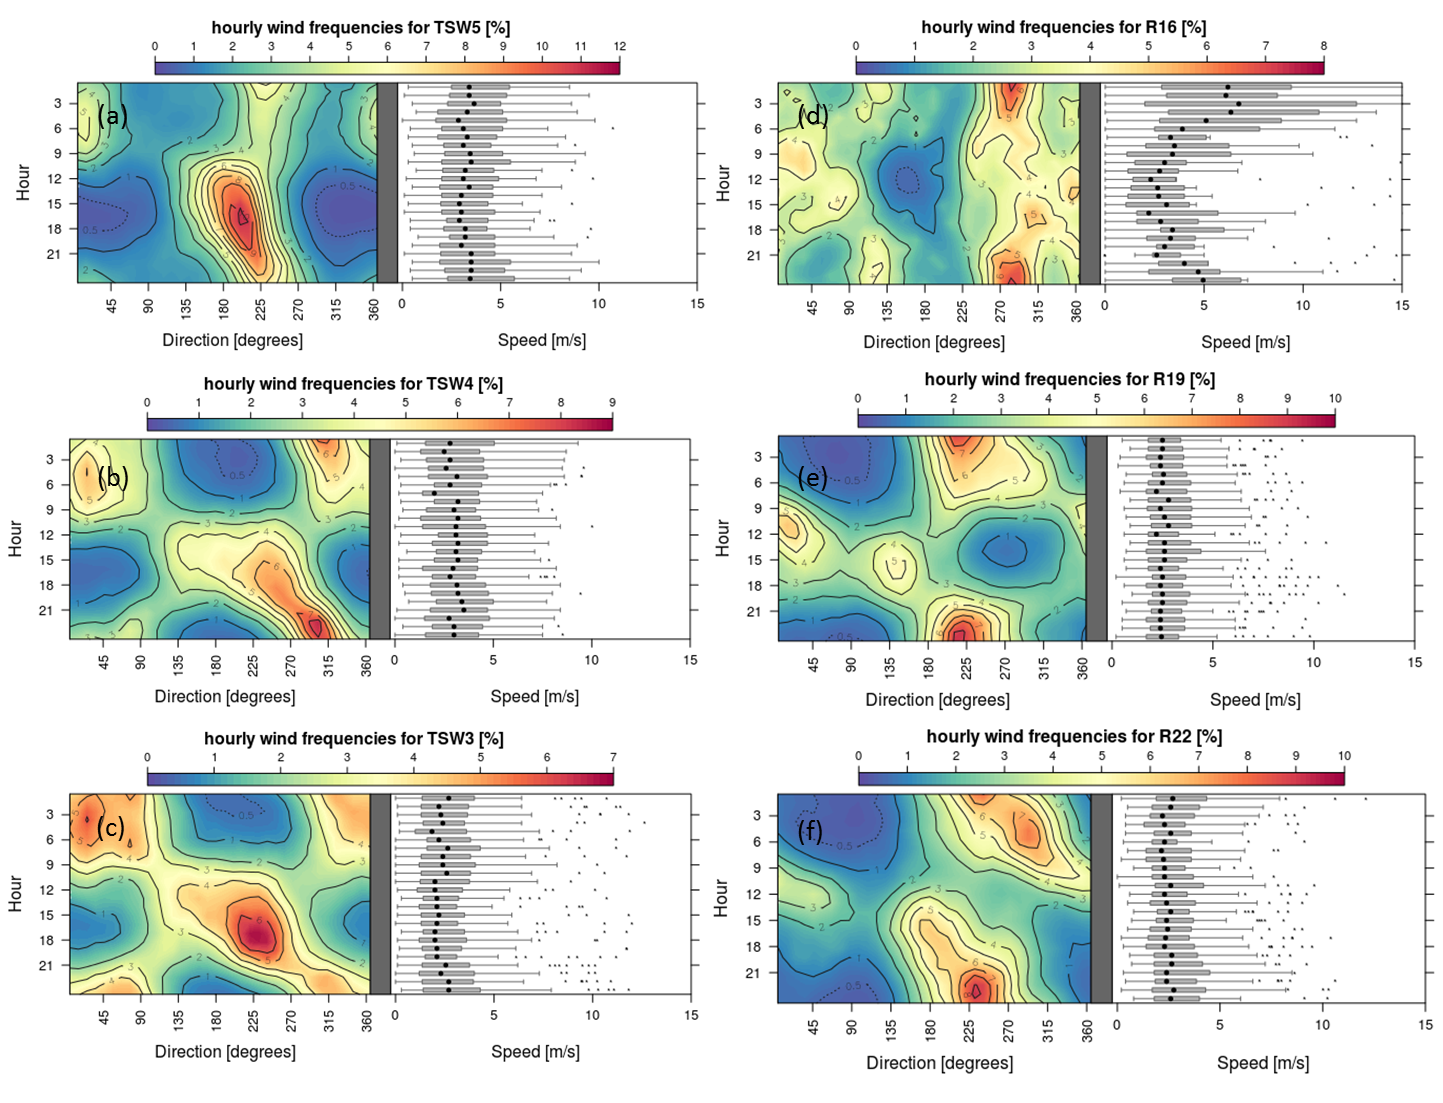 hourly wind frequencies for TSW5 [%]
0 1 2 3 4 5 6 7 8 9 10 11 12
(a)
Hour
3
6
9
12
15
18
21
45 90 135 180 225 270 315 360
0 5 10 15
Direction [degrees]
Speed [m/s]
hourly wind frequencies for R16 [%]
0 1 2 3 4 5 6 7 8
(d)
Hour
3
6
9
12
15
18
21
45 90 135 180 225 270 315 360
0 5 10 15
Direction [degrees]
Speed [m/s]
hourly wind frequencies for TSW4 [%]
0 1 2 3 4 5 6 7 8 9
(b)
Hour
3
6
9
12
15
18
21
45 90 135 180 225 270 315 360
0 5 10 15
Direction [degrees]
Speed [m/s]
hourly wind frequencies for R19 [%]
0 1 2 3 4 5 6 7 8 9 10
(e)
Hour
3
6
9
12
15
18
21
45 90 135 180 225 270 315 360
0 5 10 15
Direction [degrees]
Speed [m/s]
hourly wind frequencies for TSW3 [%]
0 1 2 3 4 5 6 7
(c)
Hour
3
6
9
12
15
18
21
45 90 135 180 225 270 315 360
0 5 10 15
Direction [degrees]
Speed [m/s]
hourly wind frequencies for R22 [%]
0 1 2 3 4 5 6 7 8 9 10
(f)
Hour
3
6
9
12
15
18
21
45 90 135 180 225 270 315 360
0 5 10 15
Direction [degrees]
Speed [m/s]